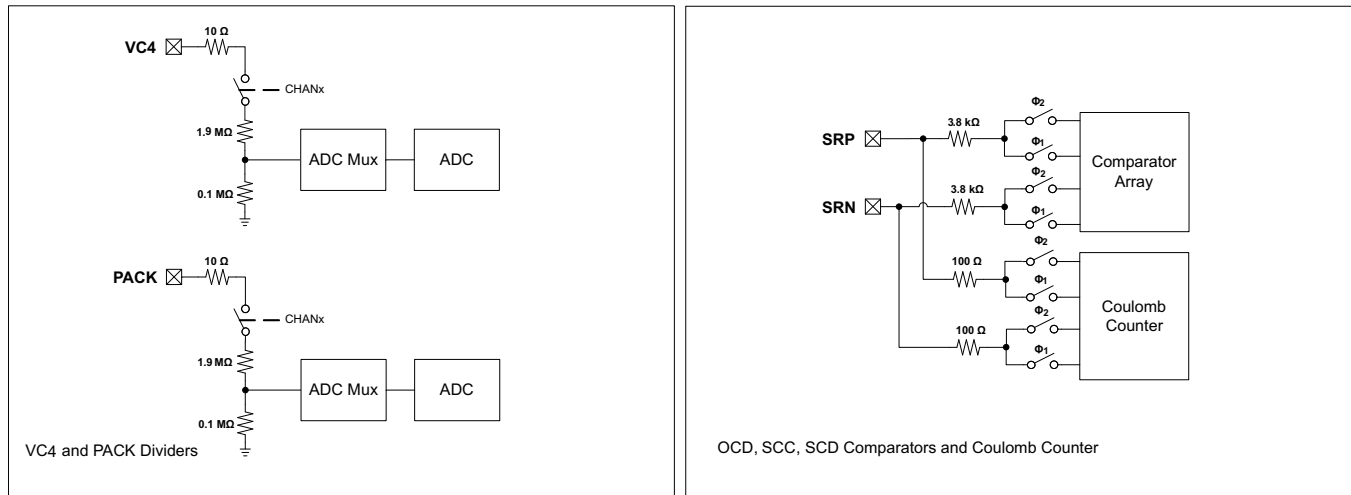 10 Ω
VC4
CHANx
1.9 MΩ
ADC Mux
ADC
0.1 MΩ
10 Ω
PACK
CHANx
1.9 MΩ
ADC Mux
ADC
0.1 MΩ
VC4 and PACK Dividers
Φ2
3.8 kΩ
SRP
Φ1
Comparator
Array
Φ2
3.8 kΩ
SRN
Φ1
Φ2
100 Ω
Φ1
Coulomb
Counter
Φ2
100 Ω
Φ1
OCD, SCC, SCD Comparators and Coulomb Counter